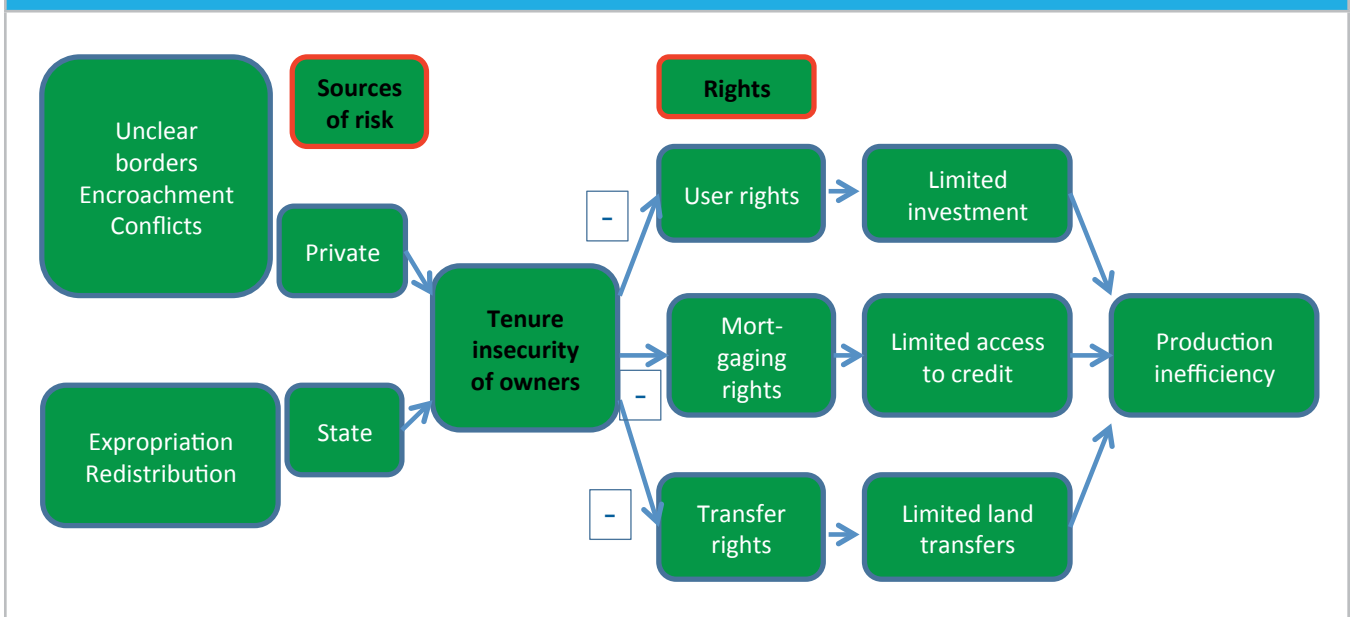 Unclear
borders
Encroachment
Conflicts
Sources
of risk
Private
Expropriation
Redistribution
State
Tenure
insecurity
of owners
Rights
-
User rights
Limited
investment
-
Mort-
gaging
rights
Limited access
to credit
Production
inefficiency
-
Transfer
rights
Limited land
transfers